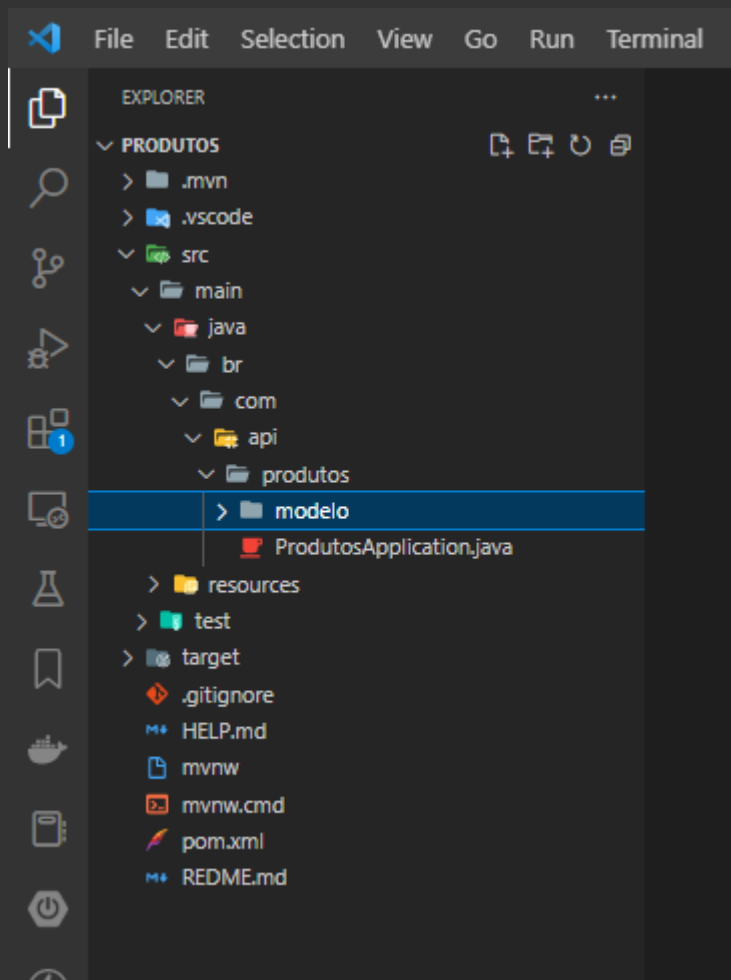 File Edit Selection View Go Run Terminal
EXPLORER
PRODUTOS
.mvn
.vscode
src
main
java
br
com
api
produtos
modelo
ProdutosApplication.java
resources
test
target
.gitignore
HELP.md
mvnw
mvnw.cmd
pom.xml
REDME.md
1